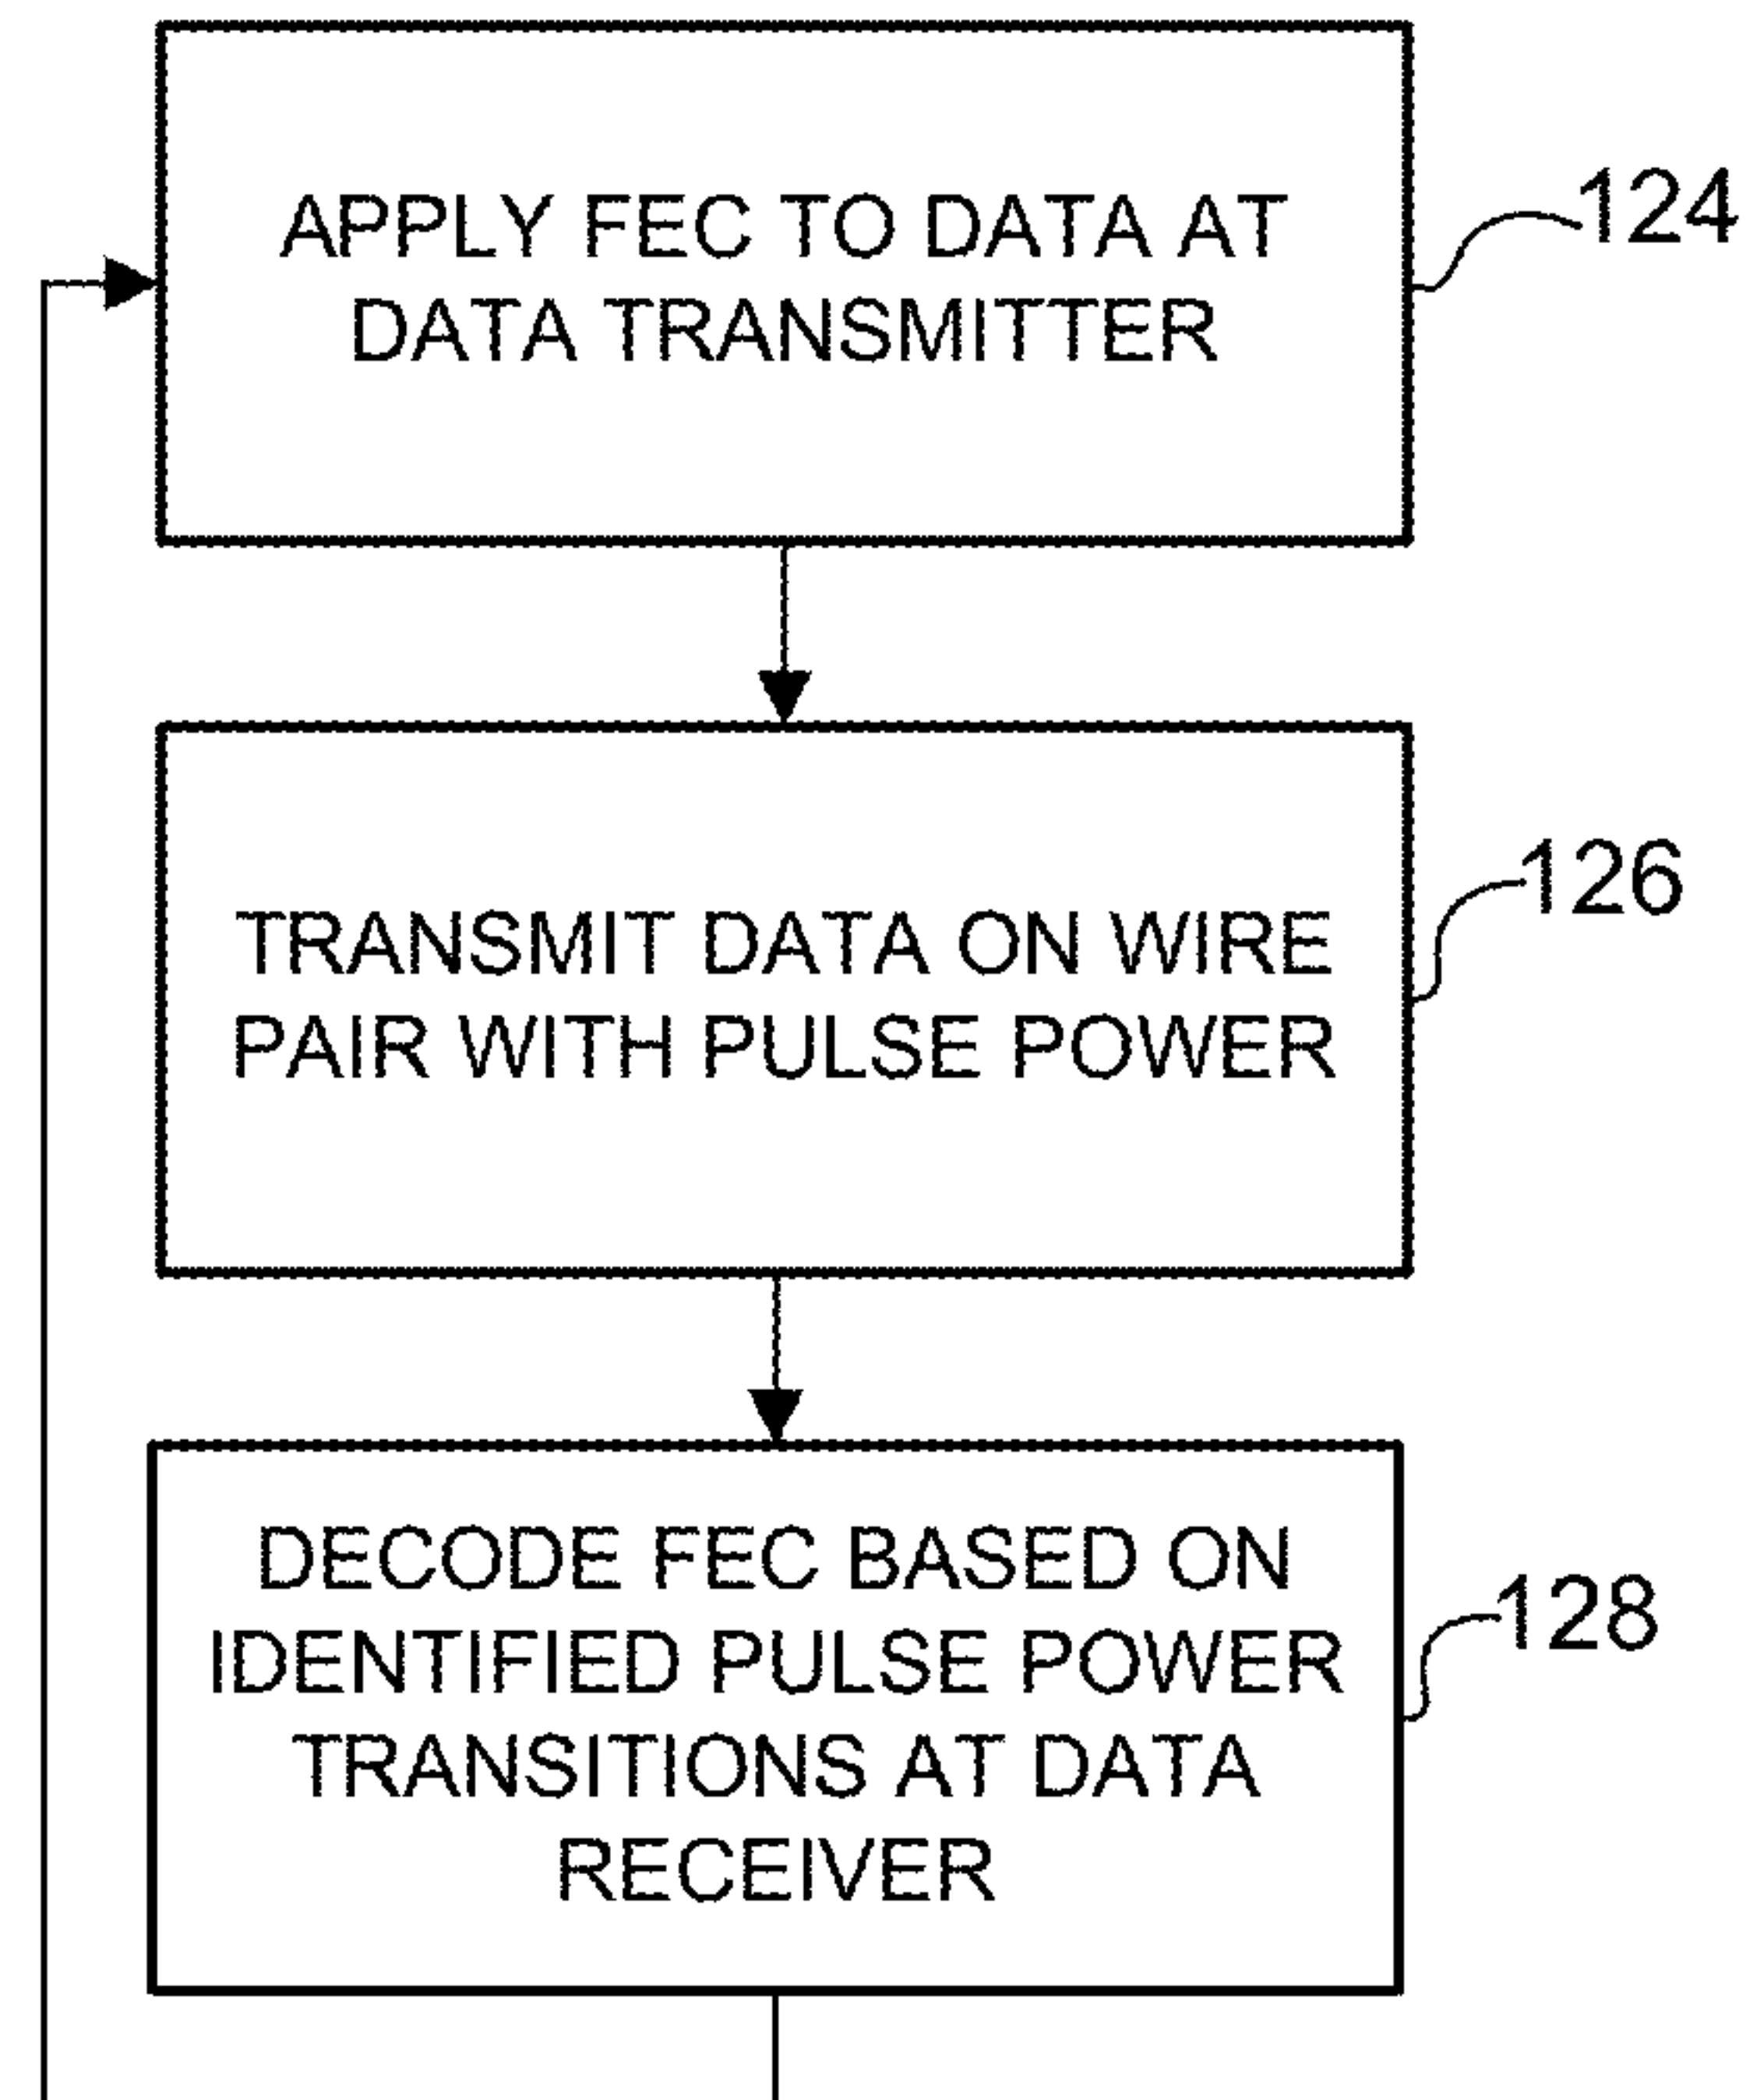 APPLY FEC TO DATA AT
DATA TRANSMITTER
124
TRANSMIT DATA ON WIRE
PAIR WITH PULSE POWER
126
DECODE FEC BASED ON
IDENTIFIED PULSE POWER
TRANSITIONS AT DATA
RECEIVER
128